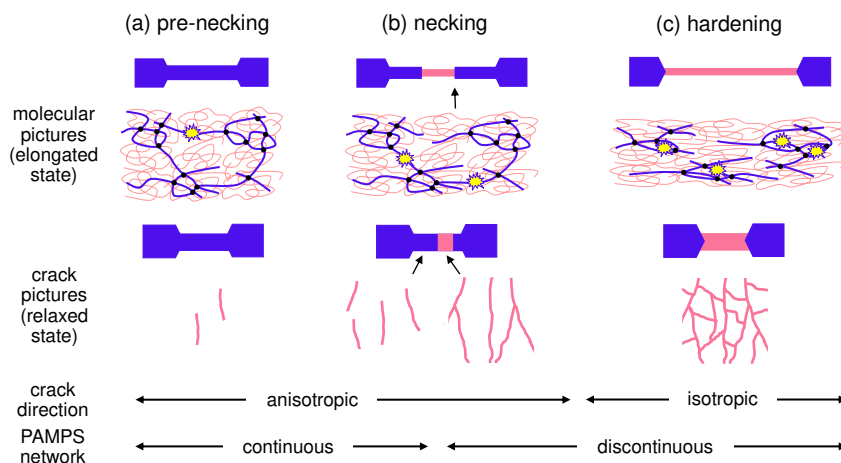 (a) pre-necking
(b) necking
(c) hardening
molecular
pictures
(elongated
state)
crack
pictures
(relaxed
state)
crack
direction
anisotropic
isotropic
PAMPS
network
continuous
discontinuous